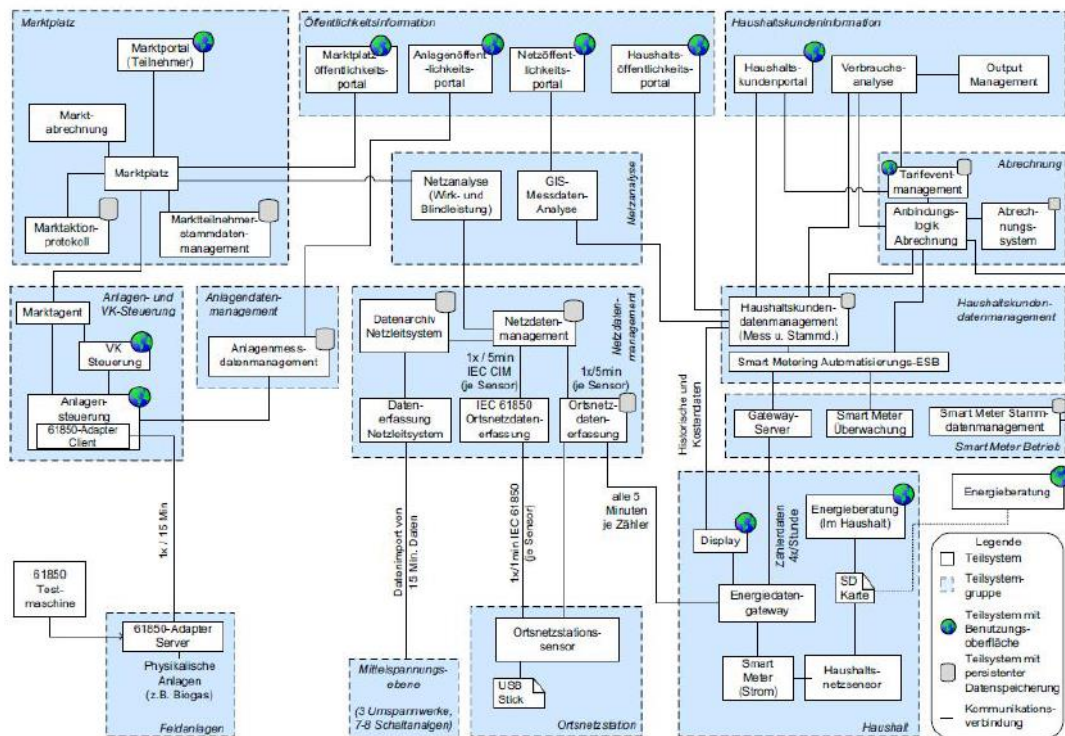 Marktplatz
Marktportal
(Teilnehmer)
Markt-
abrechnung
Marktplatz
Marktaktion-
protokoll
Marktteilnehmer-
stammdaten-
management
Öffentlichkeitsinformation
Marktplatz
öffentlichkeits-
portal
Anlagenöffent
-lichkeits-
portal
Netzöffent-
lichkeits-
portal
Haushalts-
öffentlichkeits-
portal
Haushaltskundeninformation
Haushalts-
kundenportal
Verbrauchs-
analyse
Output
Management
Netzanalyse
(Wirk- und
Blindleistung)
GIS-
Messdaten-
Analyse
Netzanalyse
Abrechnung
Tarifevent-
management
Anbindungs-
logik
Abrechnung
Abrech-
nungs-
system
Anlagen- und
VK-Steuerung
Marktagent
VK
Steuerung
Anlagen-
steuerung
61850-Adapter
Client
Anlagendaten-
management
Anlagenmess-
datenmanagement
Datenarchiv
Netzleitsystem
Netzdaten-
management
Netzdaten-
management
1x / 5min
IEC CIM
(je Sensor)
1x/5min
(je Sensor)
Daten-
erfassung
Netzleitsystem
IEC 61850
Ortsnetzdaten-
erfassung
Ortsnetz-
daten-
erfassung
Haushaltskunden-
datenmanagement
(Mess u. Stammd.)
Haushaltskunden-
datenmanagement
Smart Metering Automatisierungs-ESB
Gateway-
Server
Smart Meter
Überwachung
Smart Meter Stamm-
datenmanagement
Smart Meter Betrieb
Historische und
Kostendaten
1x / 15 Min
Datenimport von
15 Min. Daten
1x/1min IEC 61850
(je Sensor)
alle 5
Minuten
je Zähler
Zählerdaten
4x/Stunde
Display
Energieberatung
(Im Haushalt)
SD
Karte
Energiedaten-
gateway
Smart
Meter
(Strom)
Haushalts-
netzsensor
Haushalt
Energieberatung
61850
Test-
maschine
61850-Adapter
Server
Physikalische
Anlagen
(z.B. Biogas)
Feldanlagen
Mittelspannungs-
ebene
(3 Umspannwerke,
7-8 Schaltanalgen)
Ortsnetzstations-
sensor
USB
Stick
Ortsnetzstation
Legende
Teilsystem
Teilsystem-
gruppe
Teilsystem mit
Benutzungs-
oberfläche
Teilsystem mit
persistenter
Datenspeicherung
Kommunikations-
verbindung